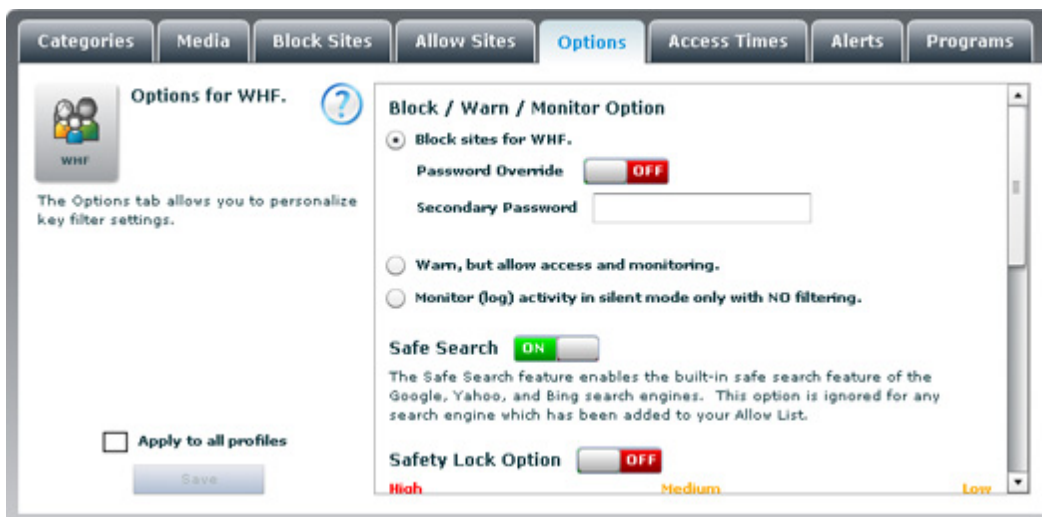 Categories Media Block Sites Allow Sites Options Access Times Alerts Programs
Options for WHF.
?
WHF
The Options tab allows you to personalize
key filter settings.
Apply to all profiles
Save
Block / Warn / Monitor Option
Block sites for WHF.
Password Override OFF
Secondary Password
Warn, but allow access and monitoring.
Monitor (log) activity in silent mode only with NO filtering.
Safe Search ON
The Safe Search feature enables the built-in safe search feature of the
Google, Yahoo, and Bing search engines. This option is ignored for any
search engine which has been added to your Allow List.
Safety Lock Option OFF
High Medium Low